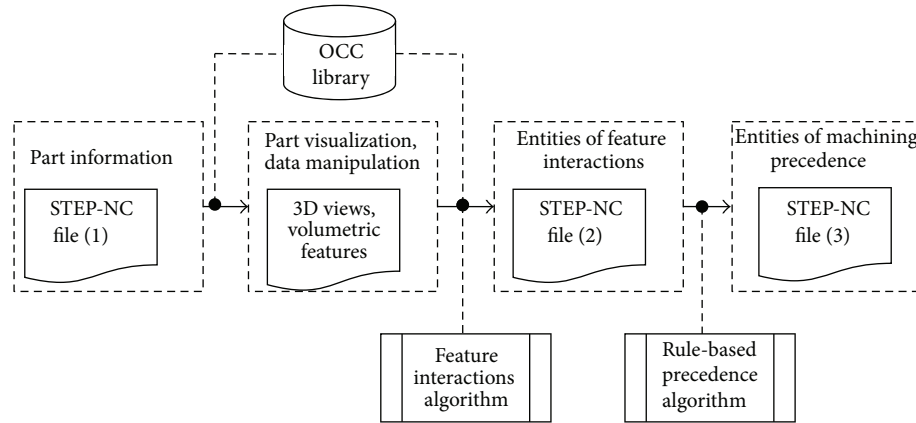 OCC
library
Part information
STEP-NC
file (1)
Part visualization,
data manipulation
3D views,
volumetric
features
Entities of feature
interactions
STEP-NC
file (2)
Entities of machining
precedence
STEP-NC
file (3)
Feature
interactions
algorithm
Rule-based
precedence
algorithm